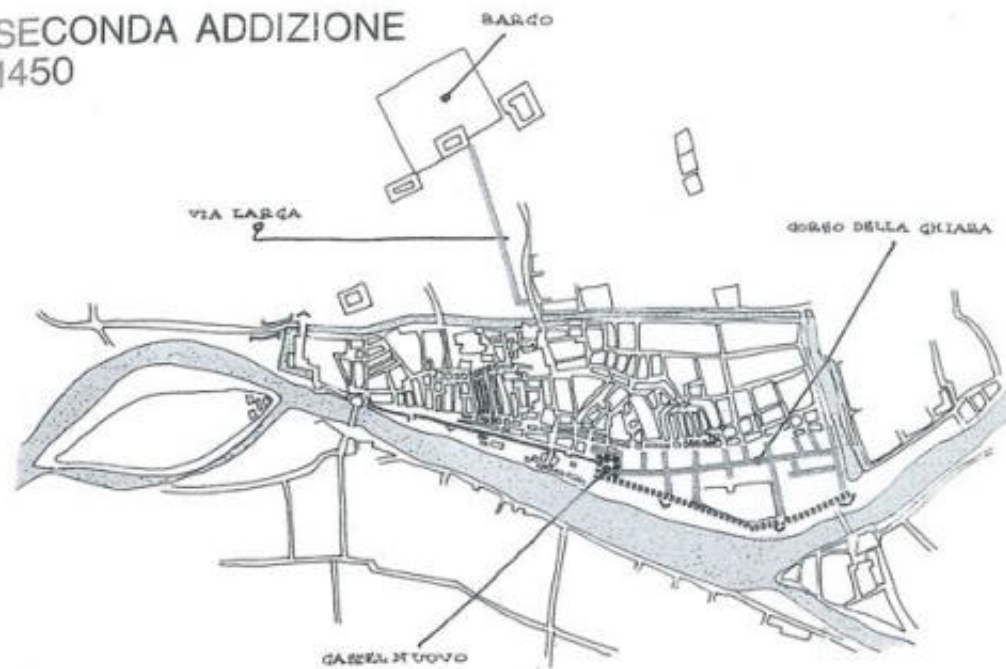 SECONDA ADDIZIONE
1450
BARCO
VIA LARGA
CORSO DELLA GHIARA
CASTEL NUOVO